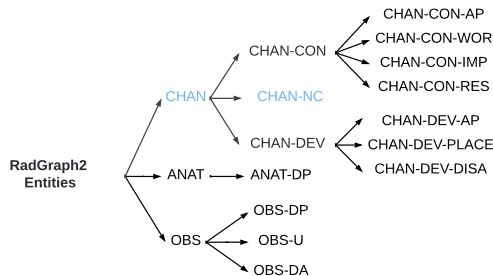 RadGraph2
Entities
CHAN
CHAN-CON
CHAN-CON-AP
CHAN-CON-WOR
CHAN-CON-IMP
CHAN-CON-RES
CHAN-NC
CHAN-DEV
CHAN-DEV-AP
CHAN-DEV-PLACE
CHAN-DEV-DISA
ANAT
ANAT-DP
OBS
OBS-DP
OBS-U
OBS-DA